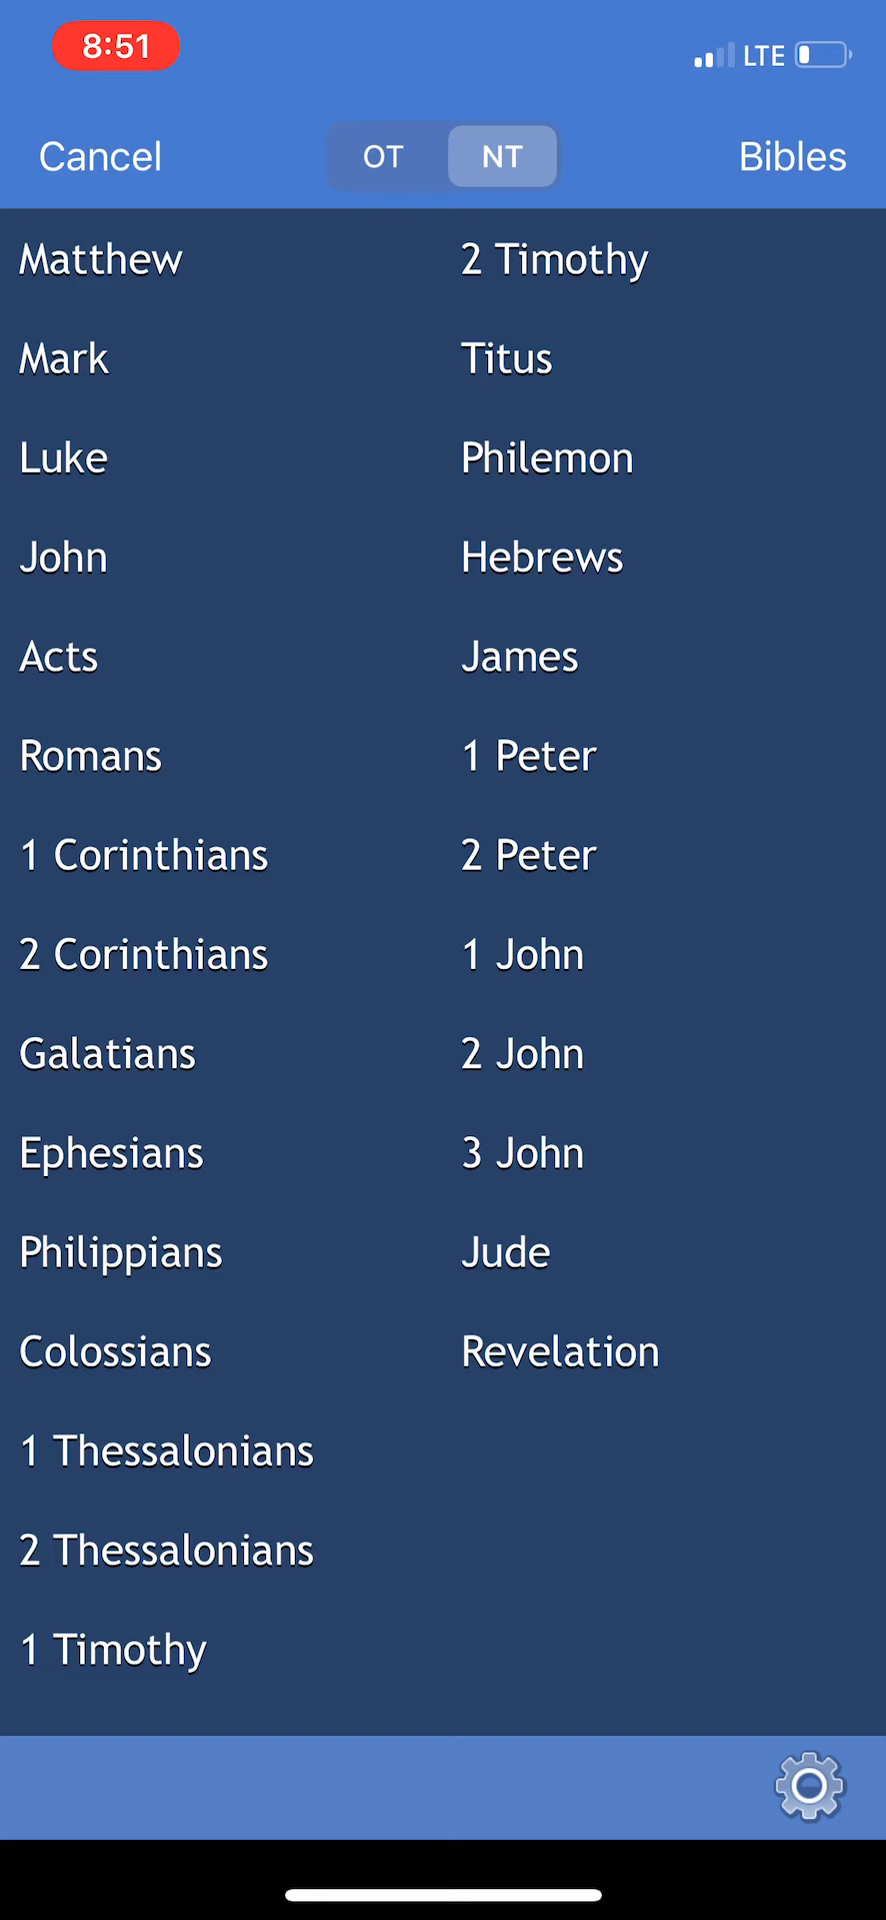 8:51
LTE
Cancel
OT
NT
Bibles
Matthew
Mark
Luke
John
Acts
Romans
1 Corinthians
2 Corinthians
Galatians
Ephesians
Philippians
Colossians
1 Thessalonians
2 Thessalonians
1 Timothy
2 Timothy
Titus
Philemon
Hebrews
James
1 Peter
2 Peter
1 John
2 John
3 John
Jude
Revelation